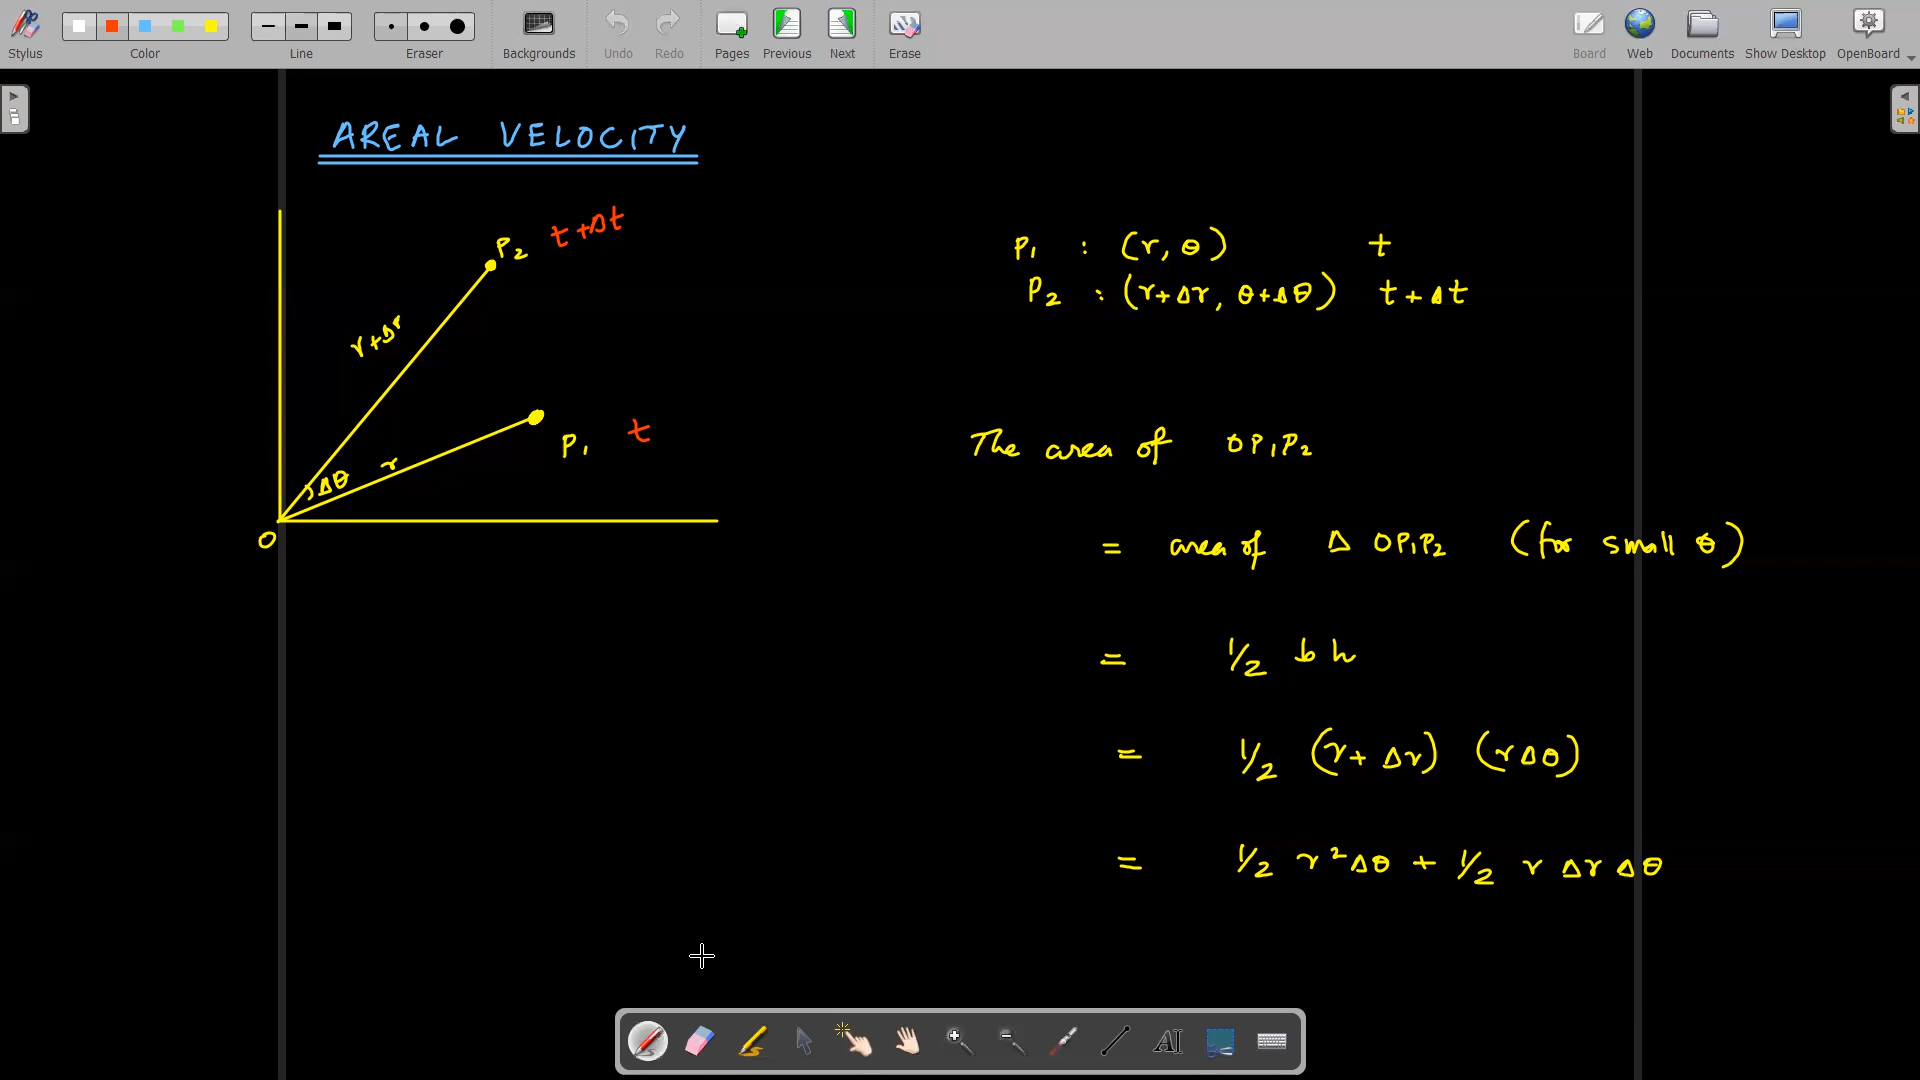 Stylus Color Line Eraser Backgrounds Undo Redo Pages Previous Next Erase Board Web Documents Show Desktop OpenBoard
AREAL VELOCITY
P₂ t+Δt
r+Δr
P₁ t
r
Δθ
O
P₁ : (r, θ) t
P₂ : (r+Δr, θ+Δθ) t+Δt
The area of OP₁P₂
= area of Δ OP₁P₂ (for small θ)
= 1/2 b h
= 1/2 (r+Δr) (rΔθ)
= 1/2 r²Δθ + 1/2 r Δr Δθ
AI